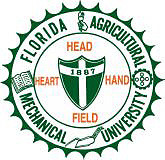 FLORIDA AGRICULTURAL
MECHANICAL UNIVERSITY
HEAD
HEART
1887
HAND
FIELD